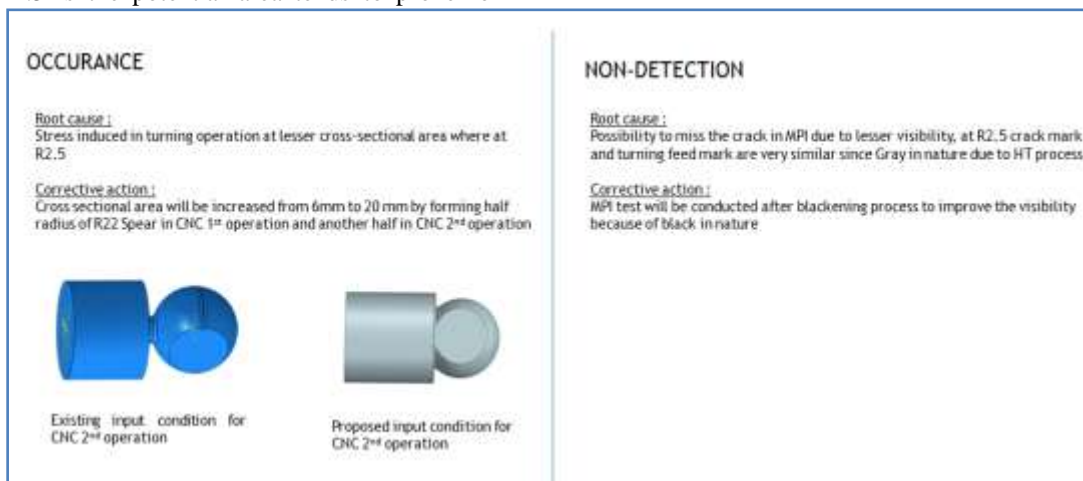 OCCURANCE
Root cause :
Stress induced in turning operation at lesser cross-sectional area where at
R2.5
Corrective action :
Cross sectional area will be increased from 6mm to 20 mm by forming half
radius of R22 Spear in CNC 1st operation and another half in CNC 2nd operation
Existing input condition for
CNC 2nd operation
Proposed input condition for
CNC 2nd operation
NON-DETECTION
Root cause :
Possibility to miss the crack in MPI due to lesser visibility, at R2.5 crack mark
and turning feed mark are very similar since Gray in nature due to HT process
Corrective action :
MPI test will be conducted after blackening process to improve the visibility
because of black in nature